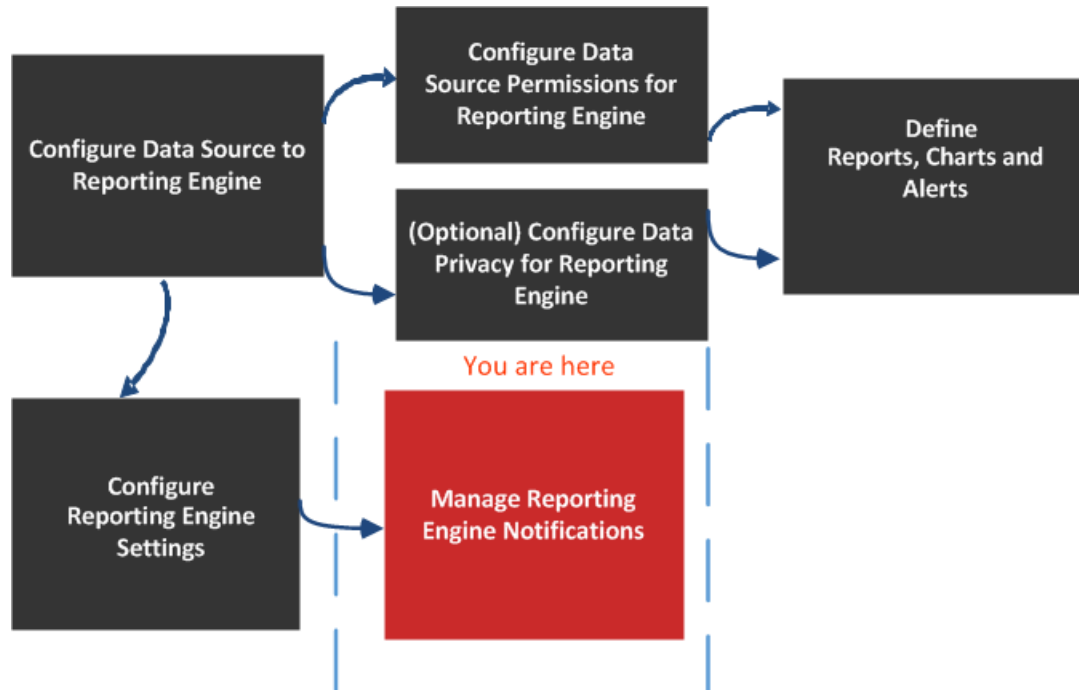 Configure Data Source to
Reporting Engine
Configure Data
Source Permissions for
Reporting Engine
(Optional) Configure Data
Privacy for Reporting
Engine
Define
Reports, Charts and
Alerts
Configure
Reporting Engine
Settings
You are here
Manage Reporting
Engine Notifications